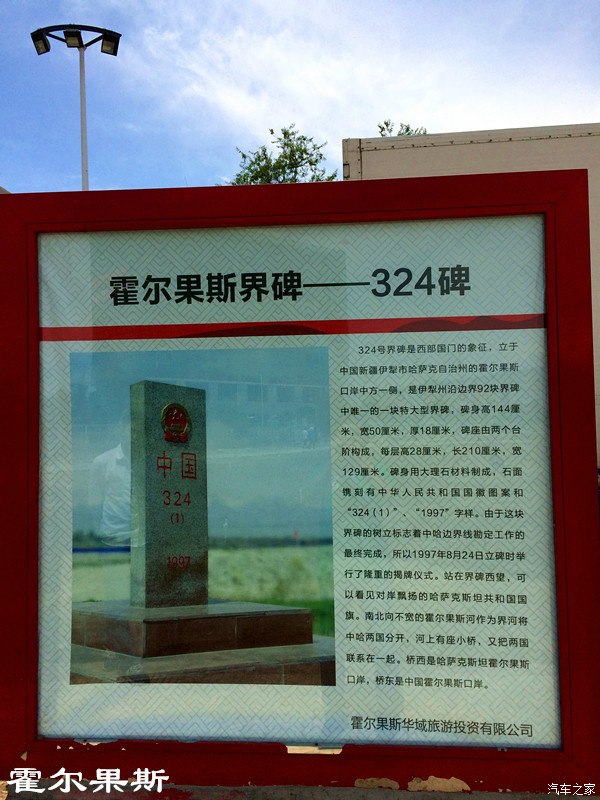 霍尔果斯界碑——324碑
324号界碑是西部国门的象征，立于
中国新疆伊犁市哈萨克自治州的霍尔果斯
口岸中方一侧，是伊犁州沿边界92块界碑
中唯一的一块特大型界碑，碑身高144厘
米，宽50厘米，厚18厘米，碑座由两个台
阶构成，每层高28厘米，长210厘米，宽
129厘米。碑身用大理石材料制成，石面
镌刻有中华人民共和国国徽图案和
“324（1）”、“1997”字样。由于这块
界碑的树立标志着中哈边界线勘定工作的
最终完成，所以1997年8月24日立碑时举
行了隆重的揭碑仪式。站在界碑西望，可
以看见对岸飘扬的哈萨克斯坦共和国国
旗。南北向不宽的霍尔果斯河作为界河将
中哈两国分开，河上有座小桥、又把两国
联系在一起。桥西是哈萨克斯坦霍尔果斯
口岸，桥东是中国霍尔果斯口岸。
霍尔果斯华域旅游投资有限公司
中国
324
(1)
1997
霍尔果斯
汽车之家